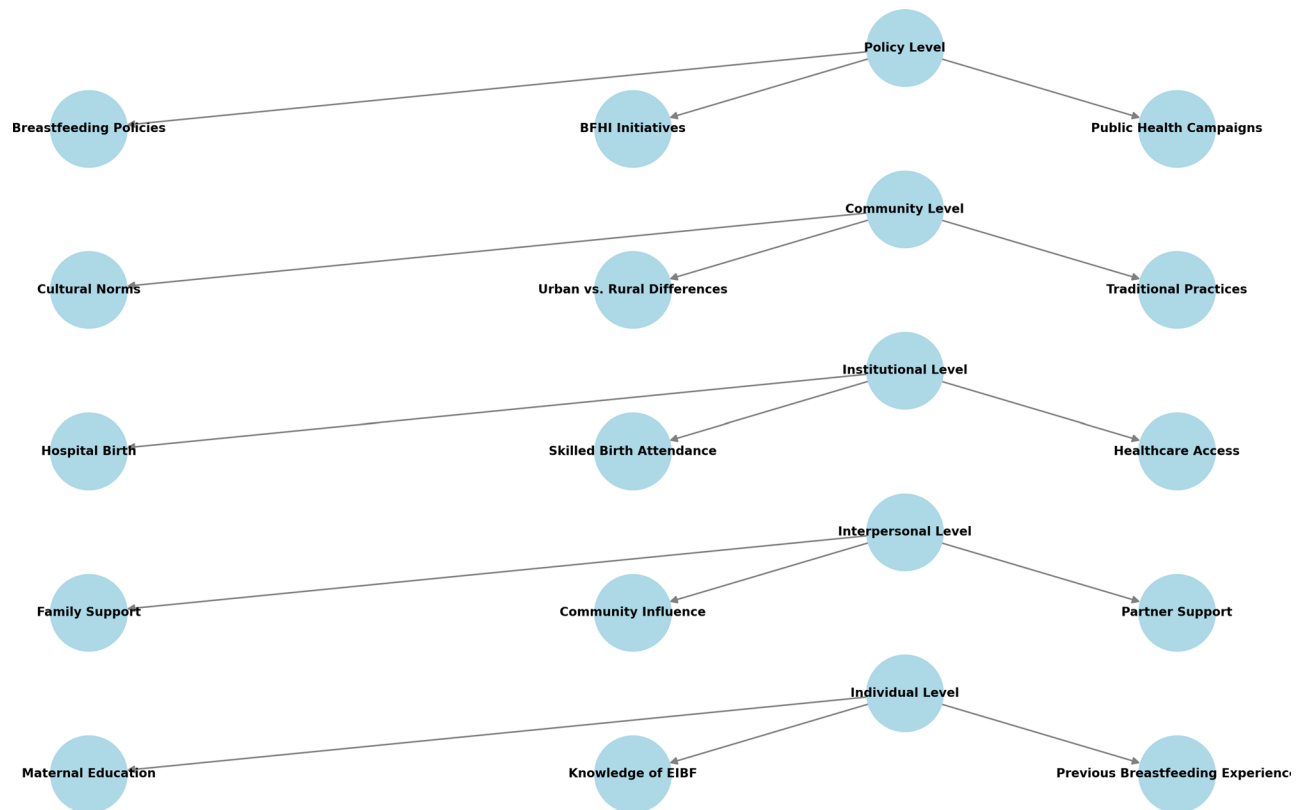 Policy Level
Breastfeeding Policies
BFHI Initiatives
Public Health Campaigns
Community Level
Cultural Norms
Urban vs. Rural Differences
Traditional Practices
Institutional Level
Hospital Birth
Skilled Birth Attendance
Healthcare Access
Interpersonal Level
Family Support
Community Influence
Partner Support
Individual Level
Maternal Education
Knowledge of EIBF
Previous Breastfeeding Experience